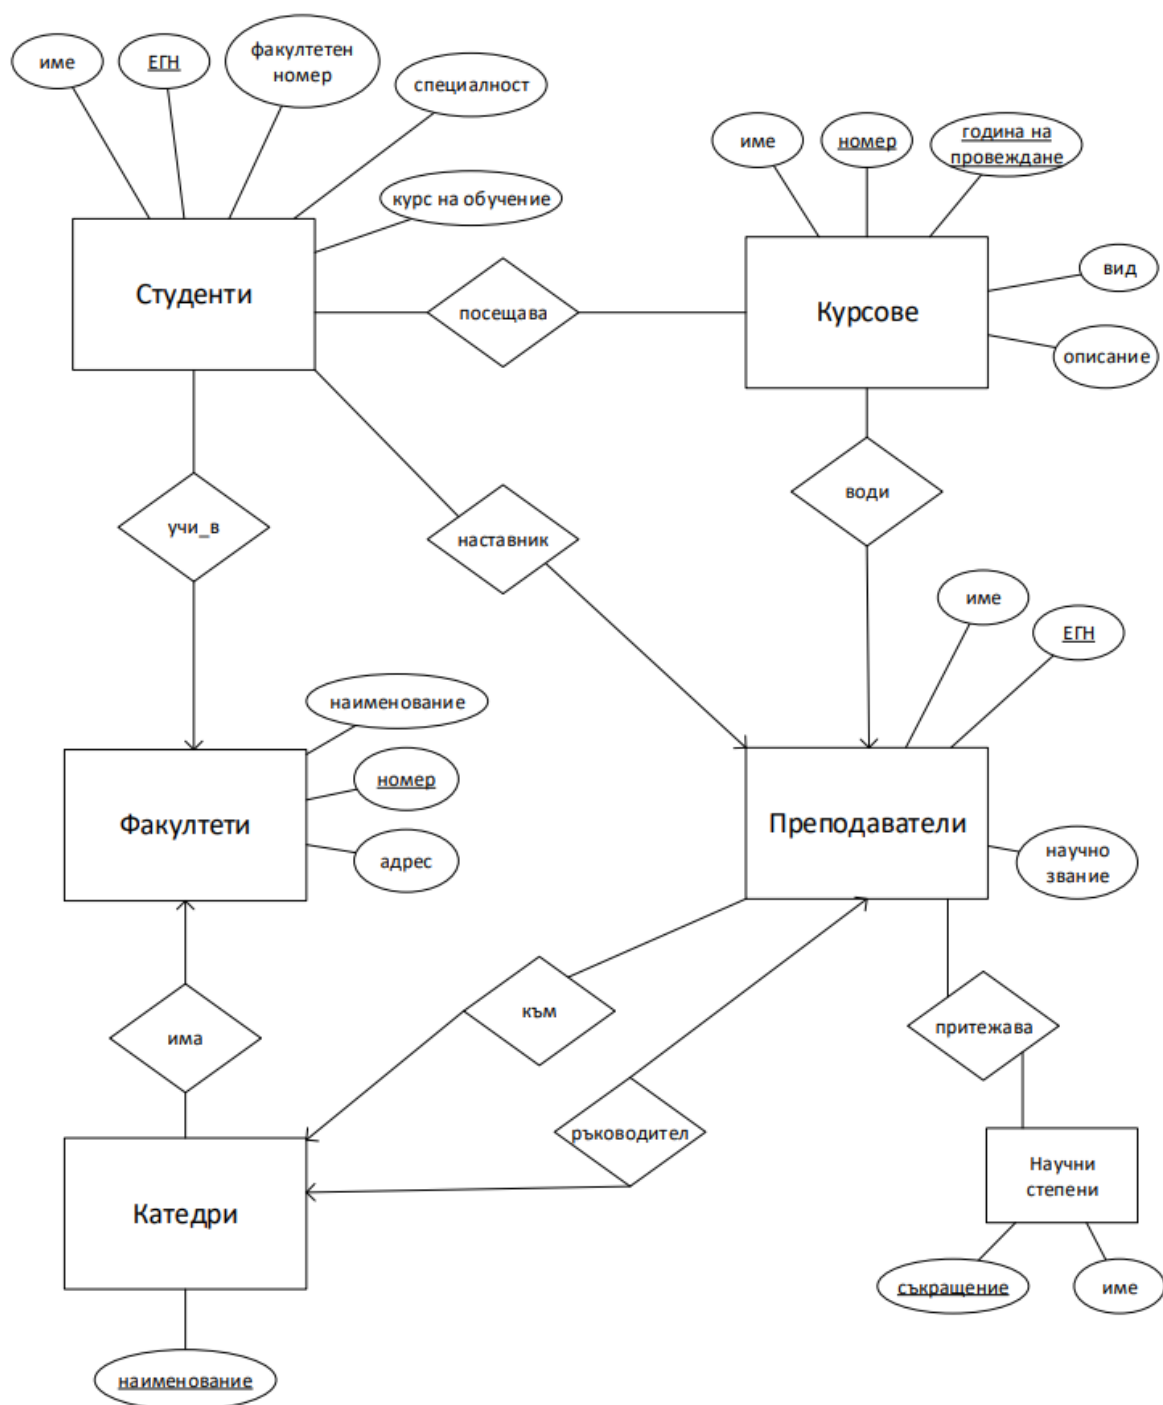 име
ЕГН
факултетен
номер
специалност
курс на обучение
Студенти
посещава
име
номер
година на
провеждане
вид
Курсове
описание
учи_в
наставник
води
име
ЕГН
наименование
номер
Факултети
адрес
Преподаватели
научно
звание
към
има
притежава
ръководител
Катедри
Научни
степени
съкращение
име
наименование